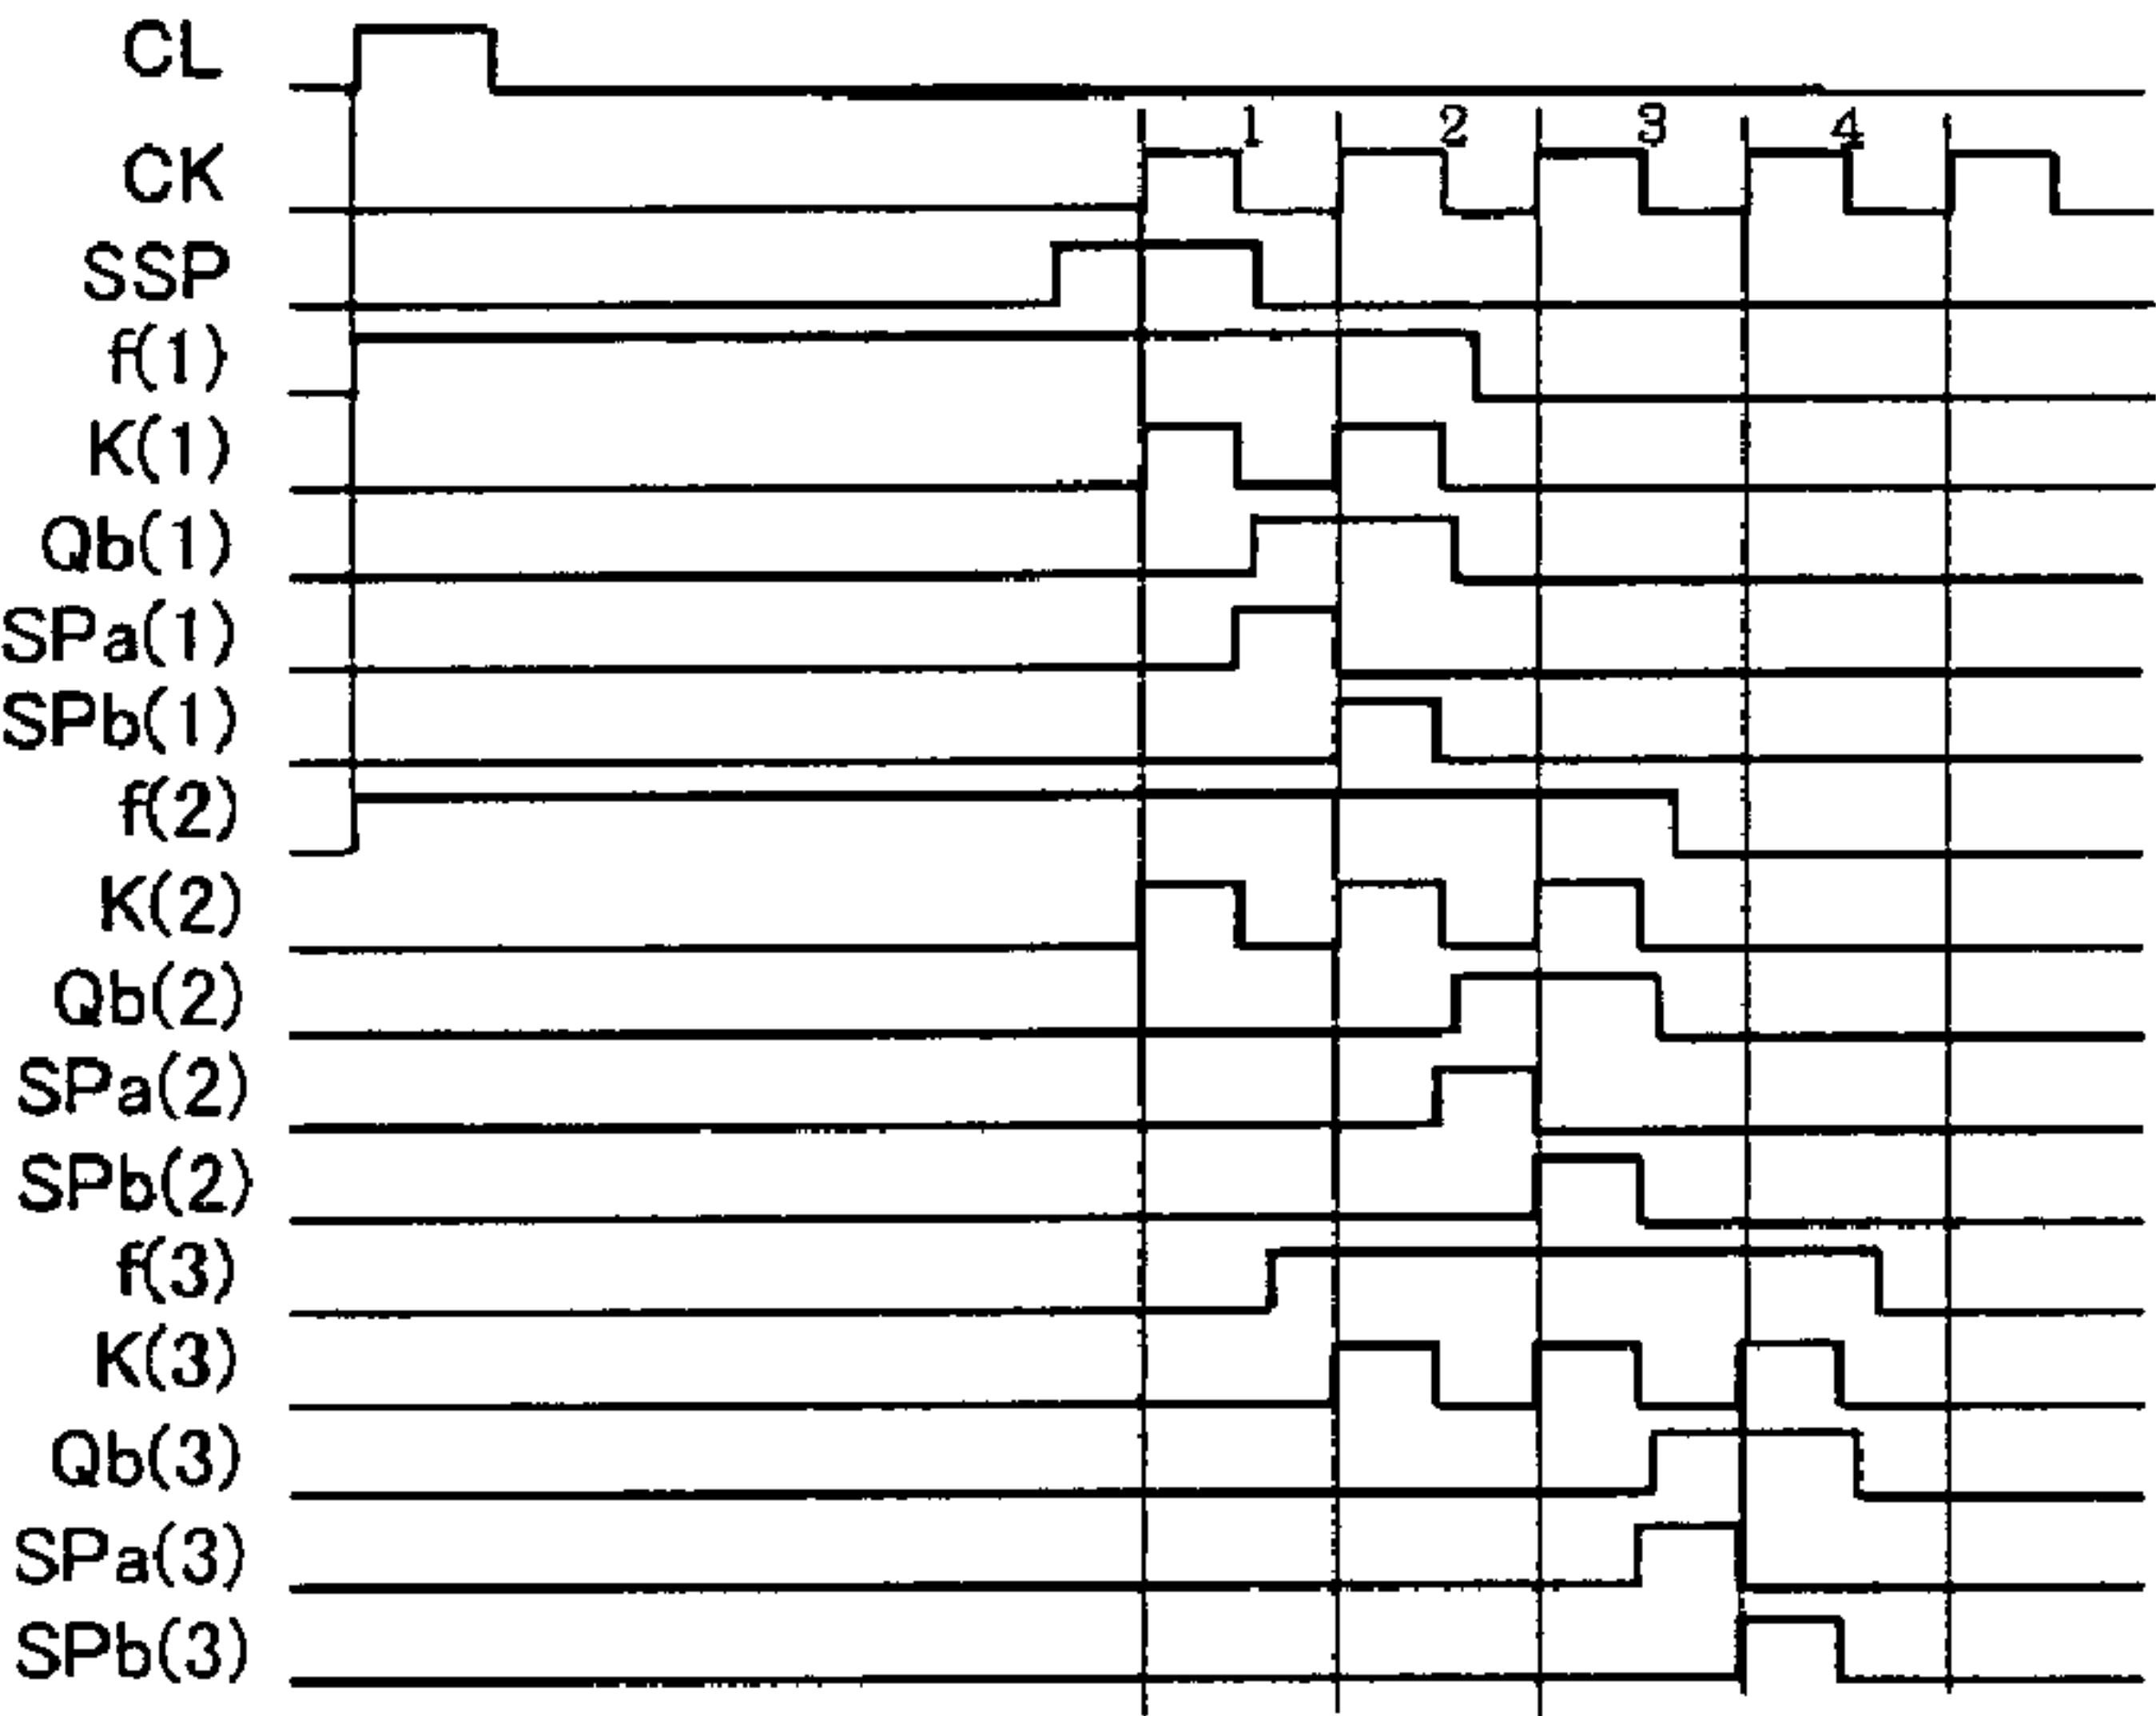 CL
1 2 3 4
CK
SSP
f(1)
K(1)
Qb(1)
SPa(1)
SPb(1)
f(2)
K(2)
Qb(2)
SPa(2)
SPb(2)
f(3)
K(3)
Qb(3)
SPa(3)
SPb(3)